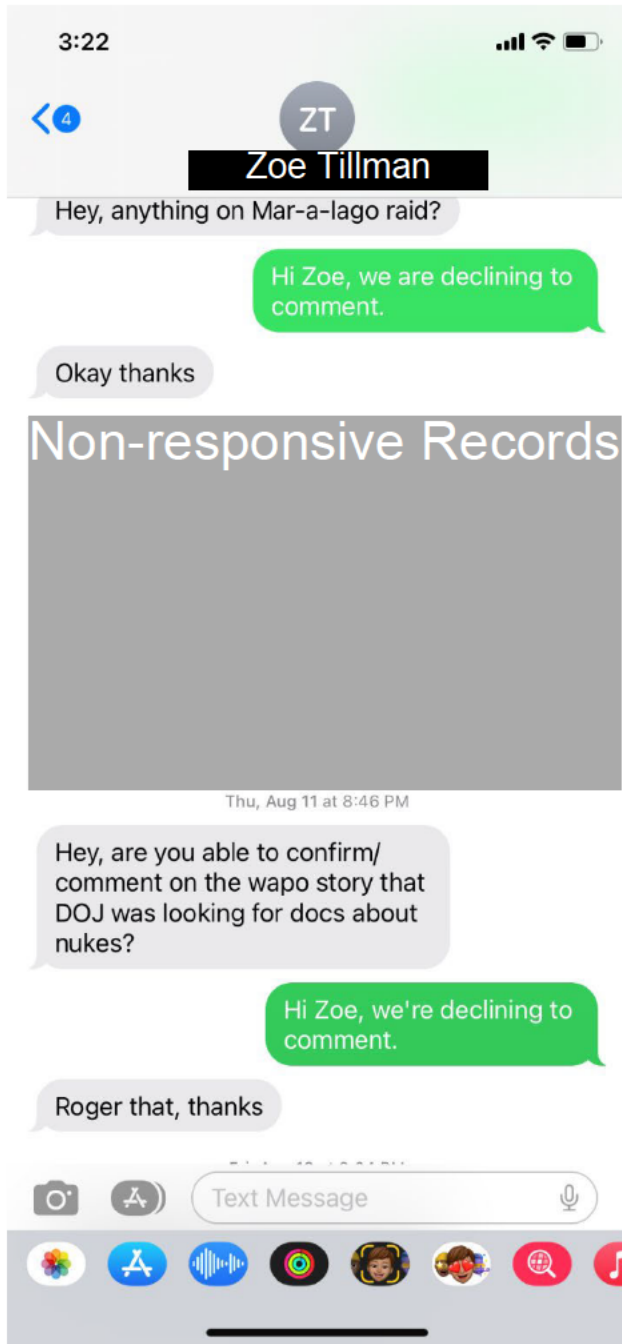 3:22
4
ZT
Zoe Tillman
Hey, anything on Mar-a-lago raid?
Hi Zoe, we are declining to
comment.
Okay thanks
Non-responsive Records
Thu, Aug 11 at 8:46 PM
Hey, are you able to confirm/
comment on the wapo story that
DOJ was looking for docs about
nukes?
Hi Zoe, we're declining to
comment.
Roger that, thanks
Text Message